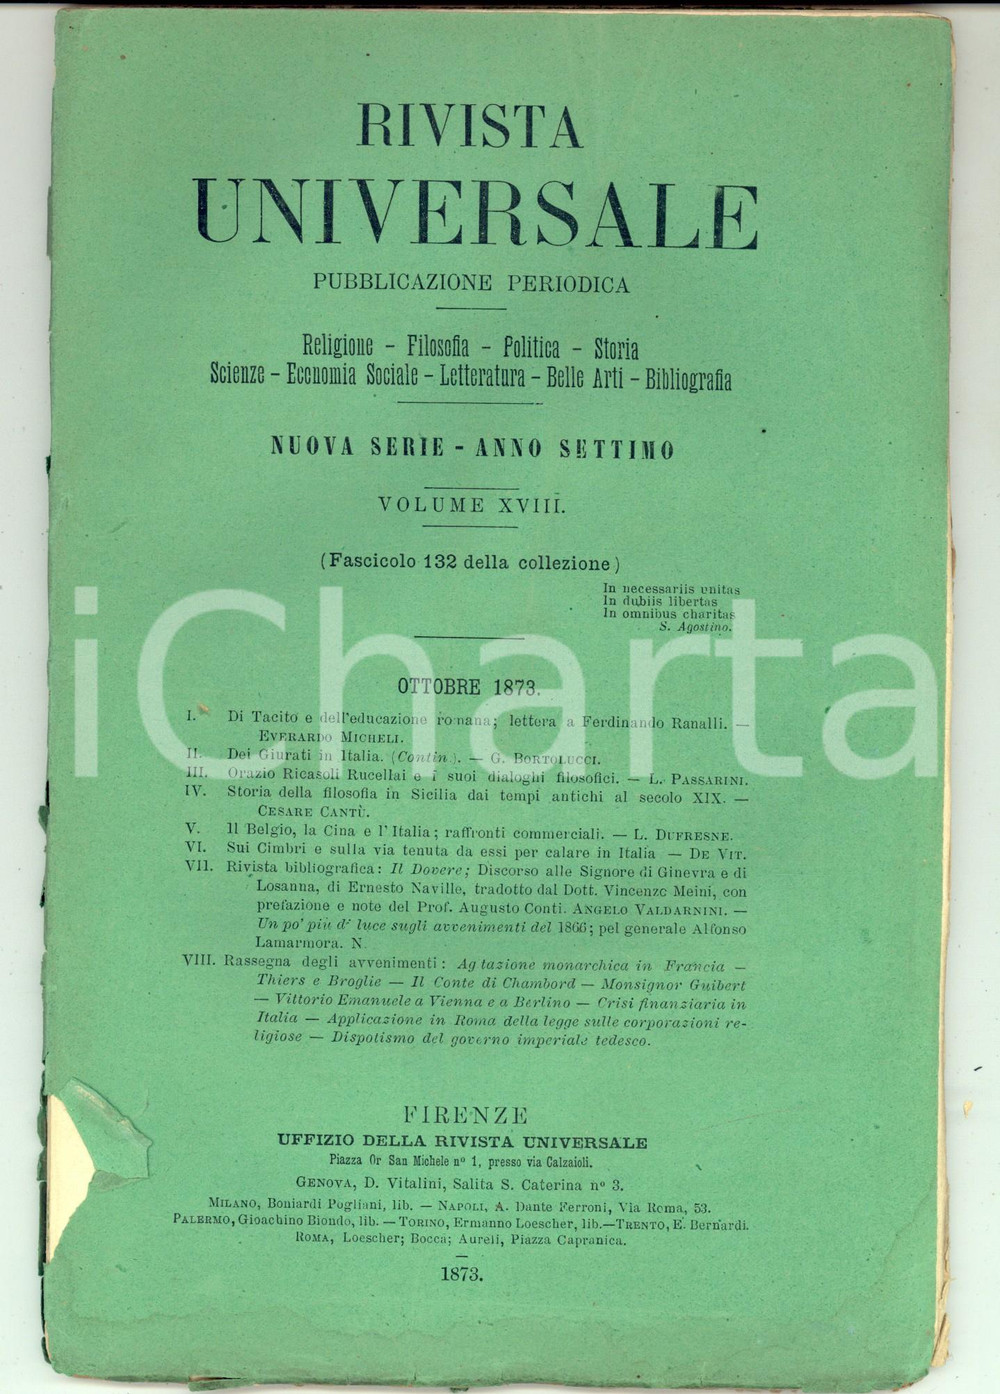 RIVISTA
UNIVERSALE
PUBBLICAZIONE PERIODICA
Religione - Filosofia - Politica - Storia
Scienze - Economia Sociale - Letteratura - Belle Arti - Bibliografia
NUOVA SERIE - ANNO SETTIMO
VOLUME XVIII.
(Fascicolo 132 della collezione)
In necessariis unitas
In dubiis libertas
In omnibus charitas
S. Agostino.
iCharta
OTTOBRE 1873.
I. Di Tacito e dell'educazione romana; lettera a Ferdinando Ranalli. —
EVERARDO MICHELI.
II. Dei Giurati in Italia. (Contin.). — G. BORTOLUCCI.
III. Orazio Ricasoli Rucellai e i suoi dialoghi filosofici. — L. PASSARINI.
IV. Storia della filosofia in Sicilia dai tempi antichi al secolo XIX. —
CESARE CANTÙ.
V. Il Belgio, la Cina e l'Italia; raffronti commerciali. — L. DUFRESNE.
VI. Sui Cimbri e sulla via tenuta da essi per calare in Italia — DE VIT.
VII. Rivista bibliografica: Il Dovere; Discorso alle Signore di Ginevra e di
Losanna, di Ernesto Naville, tradotto dal Dott. Vincenzo Meini, con
prefazione e note del Prof. Augusto Conti. ANGELO VALDARNINI. —
Un po' più di luce sugli avvenimenti del 1866; pel generale Alfonso
Lamarmora. N.
VIII. Rassegna degli avvenimenti: Agitazione monarchica in Francia —
Thiers e Broglie — Il Conte di Chambord — Monsignor Guibert
— Vittorio Emanuele a Vienna e a Berlino — Crisi finanziaria in
Italia — Applicazione in Roma della legge sulle corporazioni re-
ligiose — Dispotismo del governo imperiale tedesco.
FIRENZE
UFFIZIO DELLA RIVISTA UNIVERSALE
Piazza Or San Michele nº 1, presso via Calzaioli.
GENOVA, D. Vitalini, Salita S. Caterina nº 3.
MILANO, Boniardi Pogliani, lib. — NAPOLI, A. Dante Ferroni, Via Roma, 53.
PALERMO, Gioachino Biondo, lib. — TORINO, Ermanno Loescher, lib.—TRENTO, E. Bernardi.
ROMA, Loescher; Bocca; Aureli, Piazza Capranica.
1873.